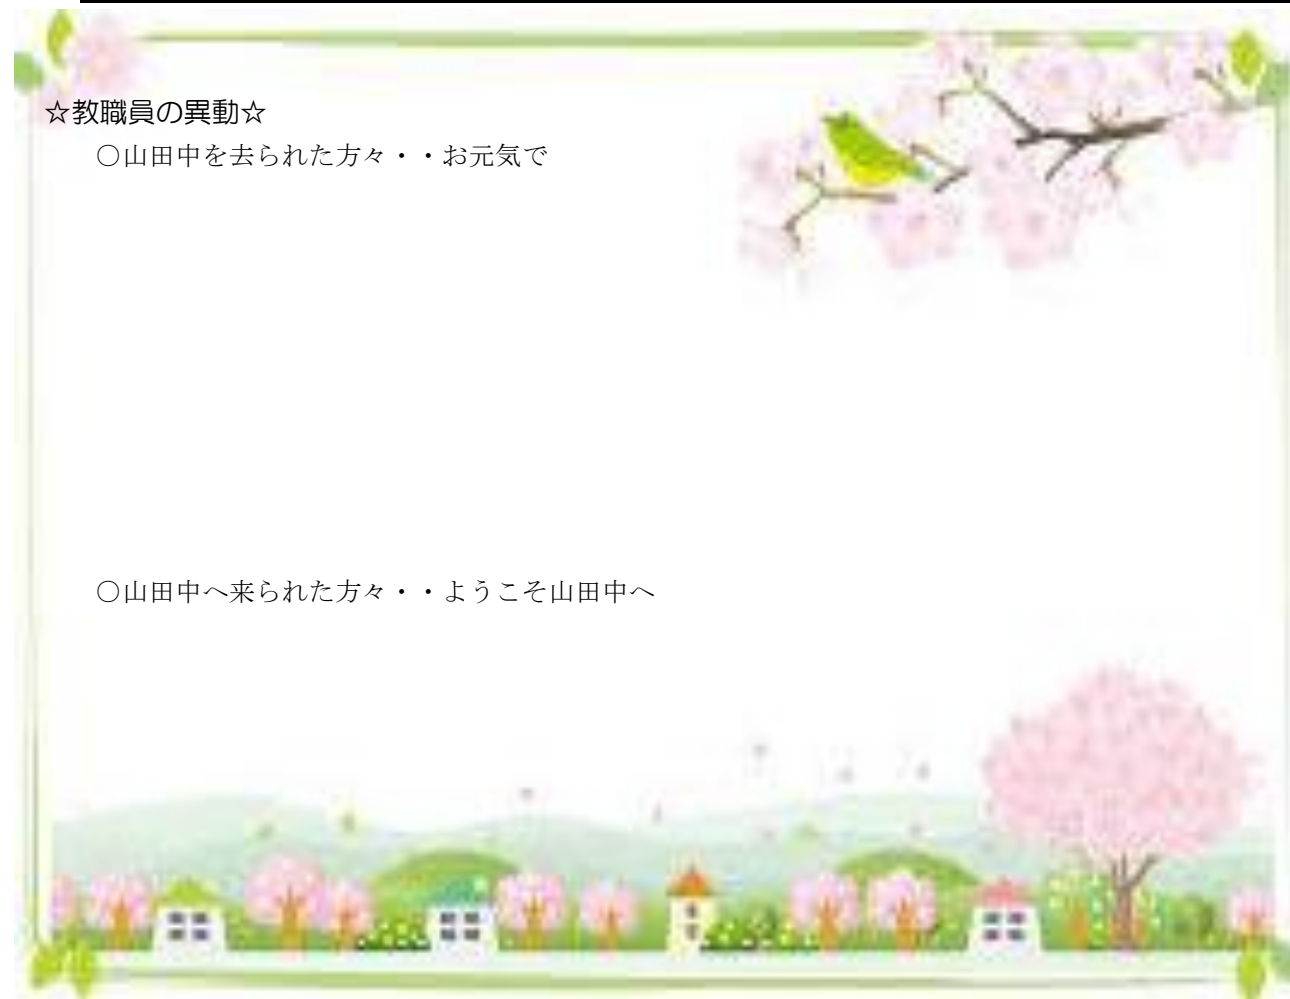 ☆教職員の異動☆
○山田中を去られた方々・・お元気で
○山田中へ来られた方々・・ようこそ山田中へ